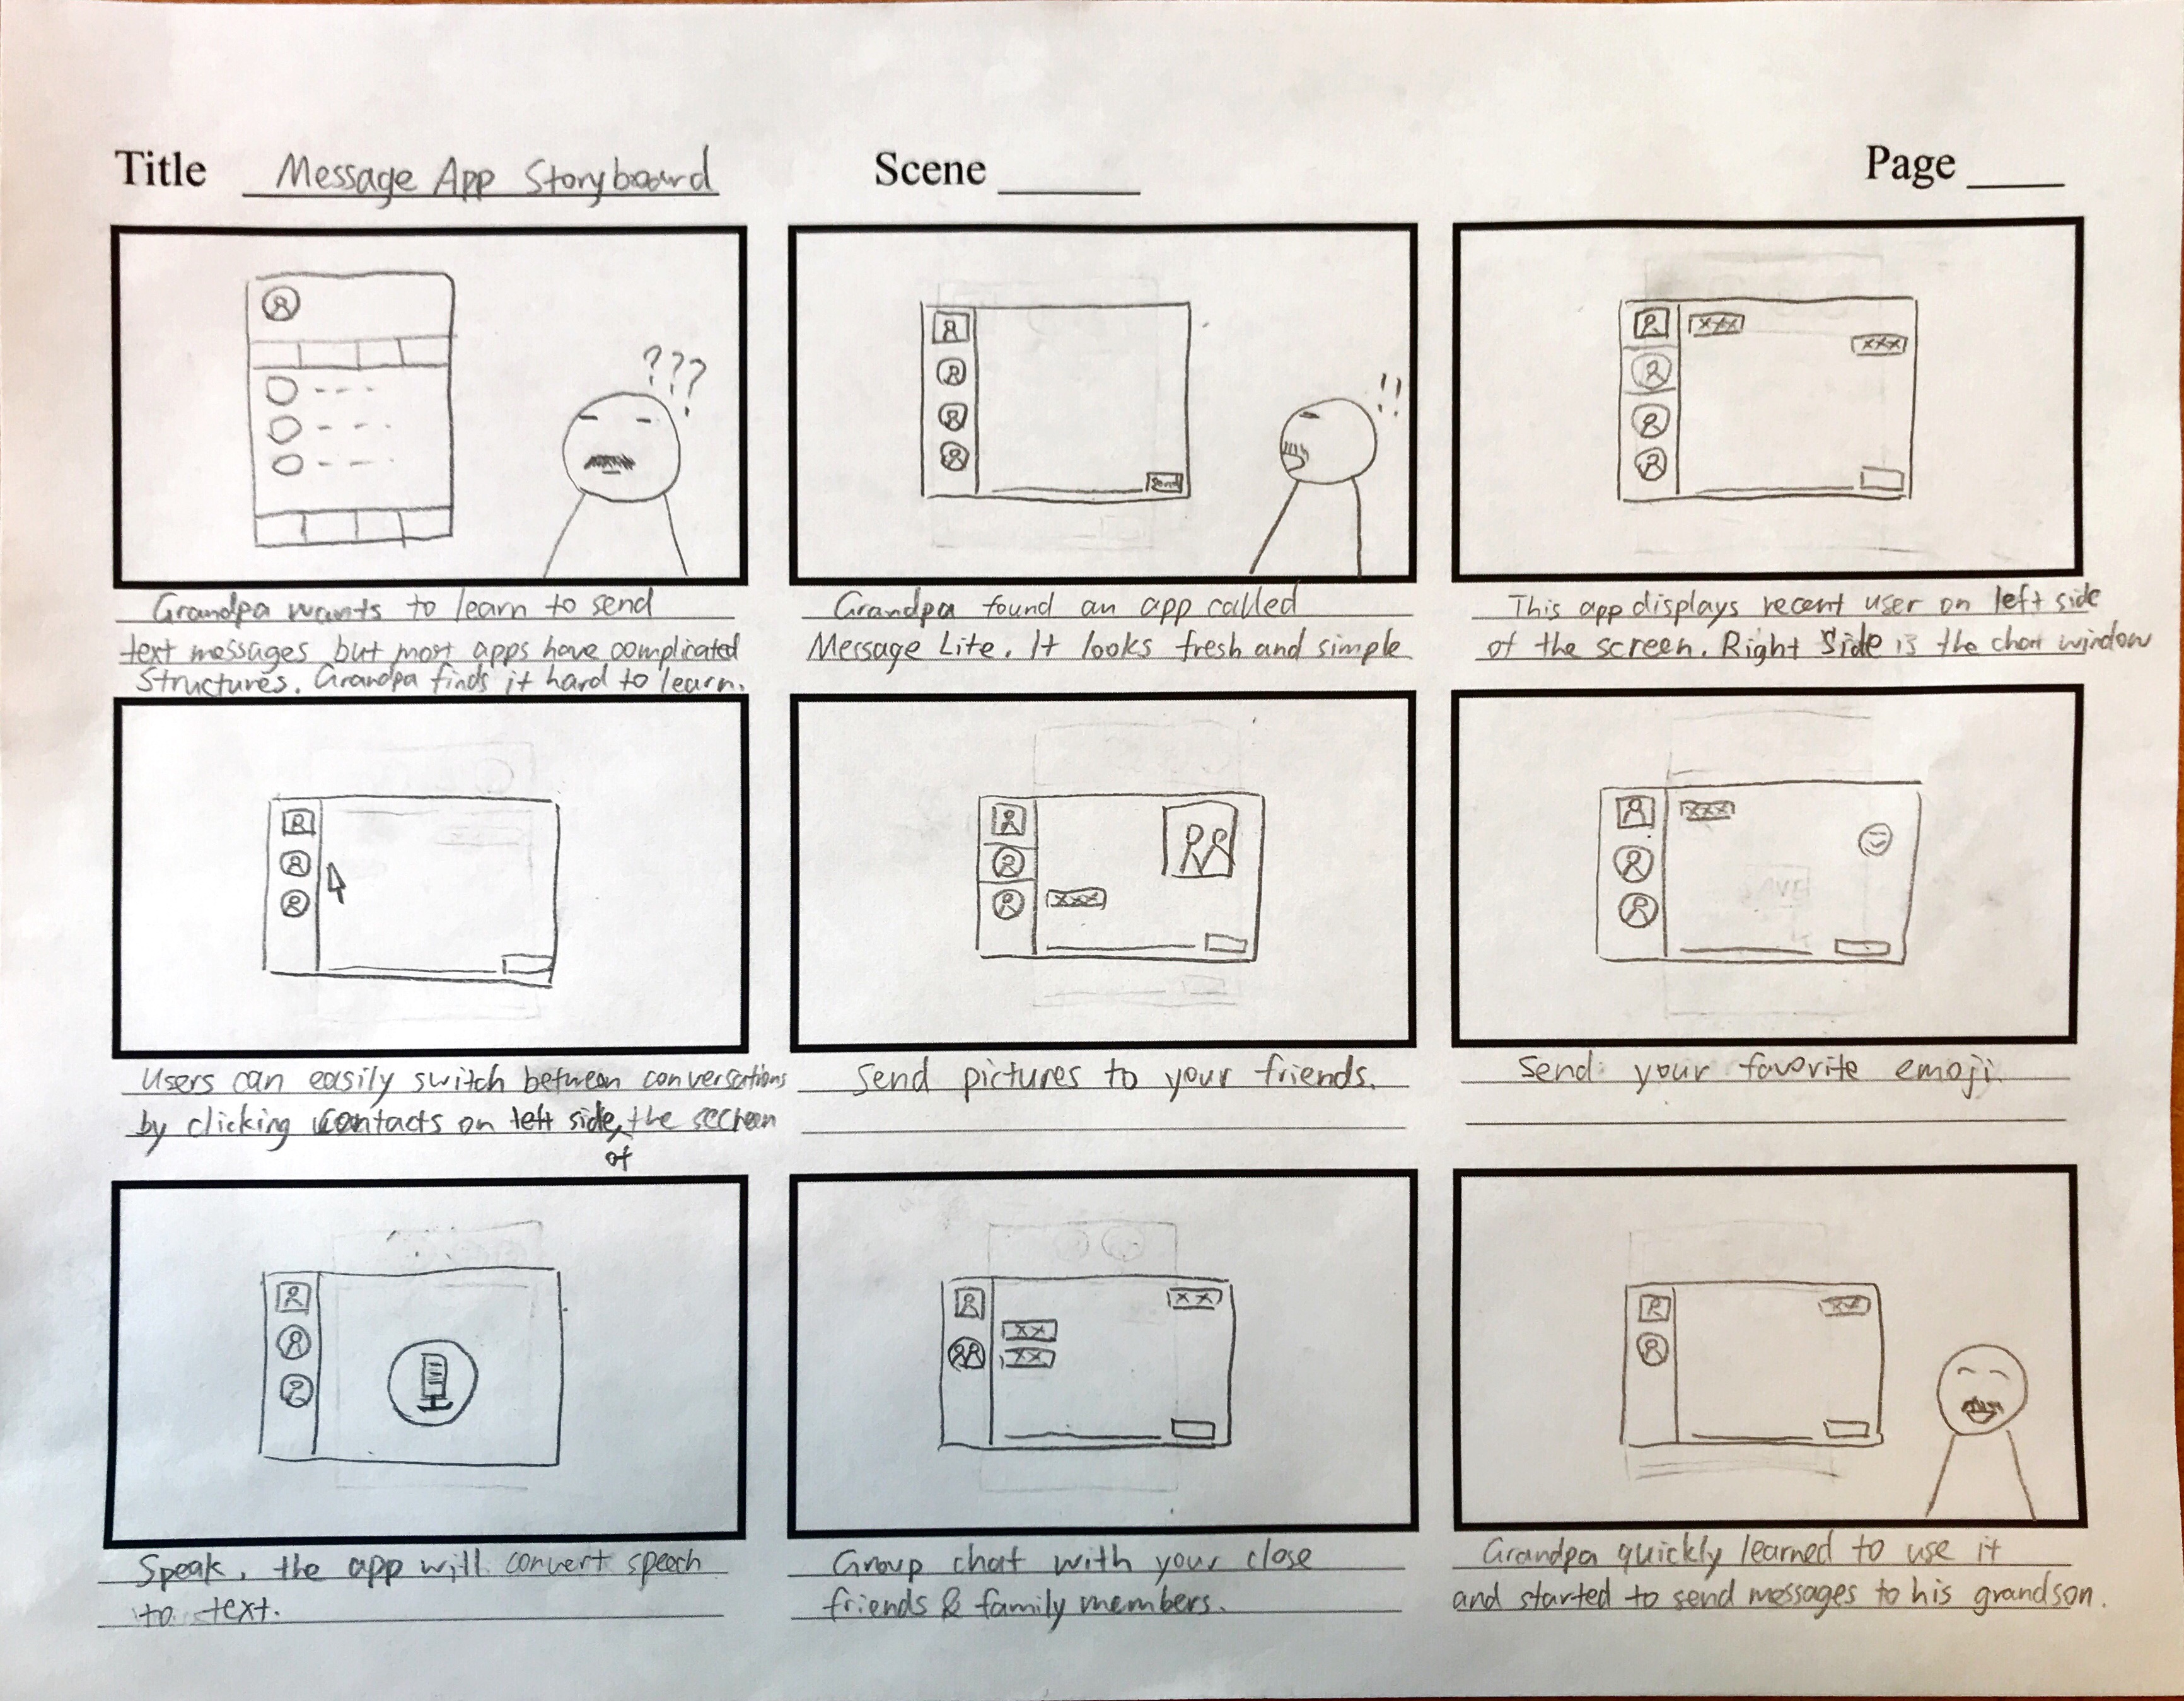 Title Message App Storyboard Scene Page
???
!!
Send
xxx
xxx
Grandpa wants to learn to send
text messages but most apps have complicated
structures. Grandpa finds it hard to learn.
Grandpa found an app called
Message Lite. It looks fresh and simple
This app displays recent user on left side
of the screen. Right side is the chat window
xxx
xxx
Users can easily switch between conversations
by clicking contacts on left side of the secreen
Send pictures to your friends.
Send your favorite emoji.
xx
xx
xx
xx
Speak, the app will convert speech
to text.
Group chat with your close
friends & family members.
Grandpa quickly learned to use it
and started to send messages to his grandson.